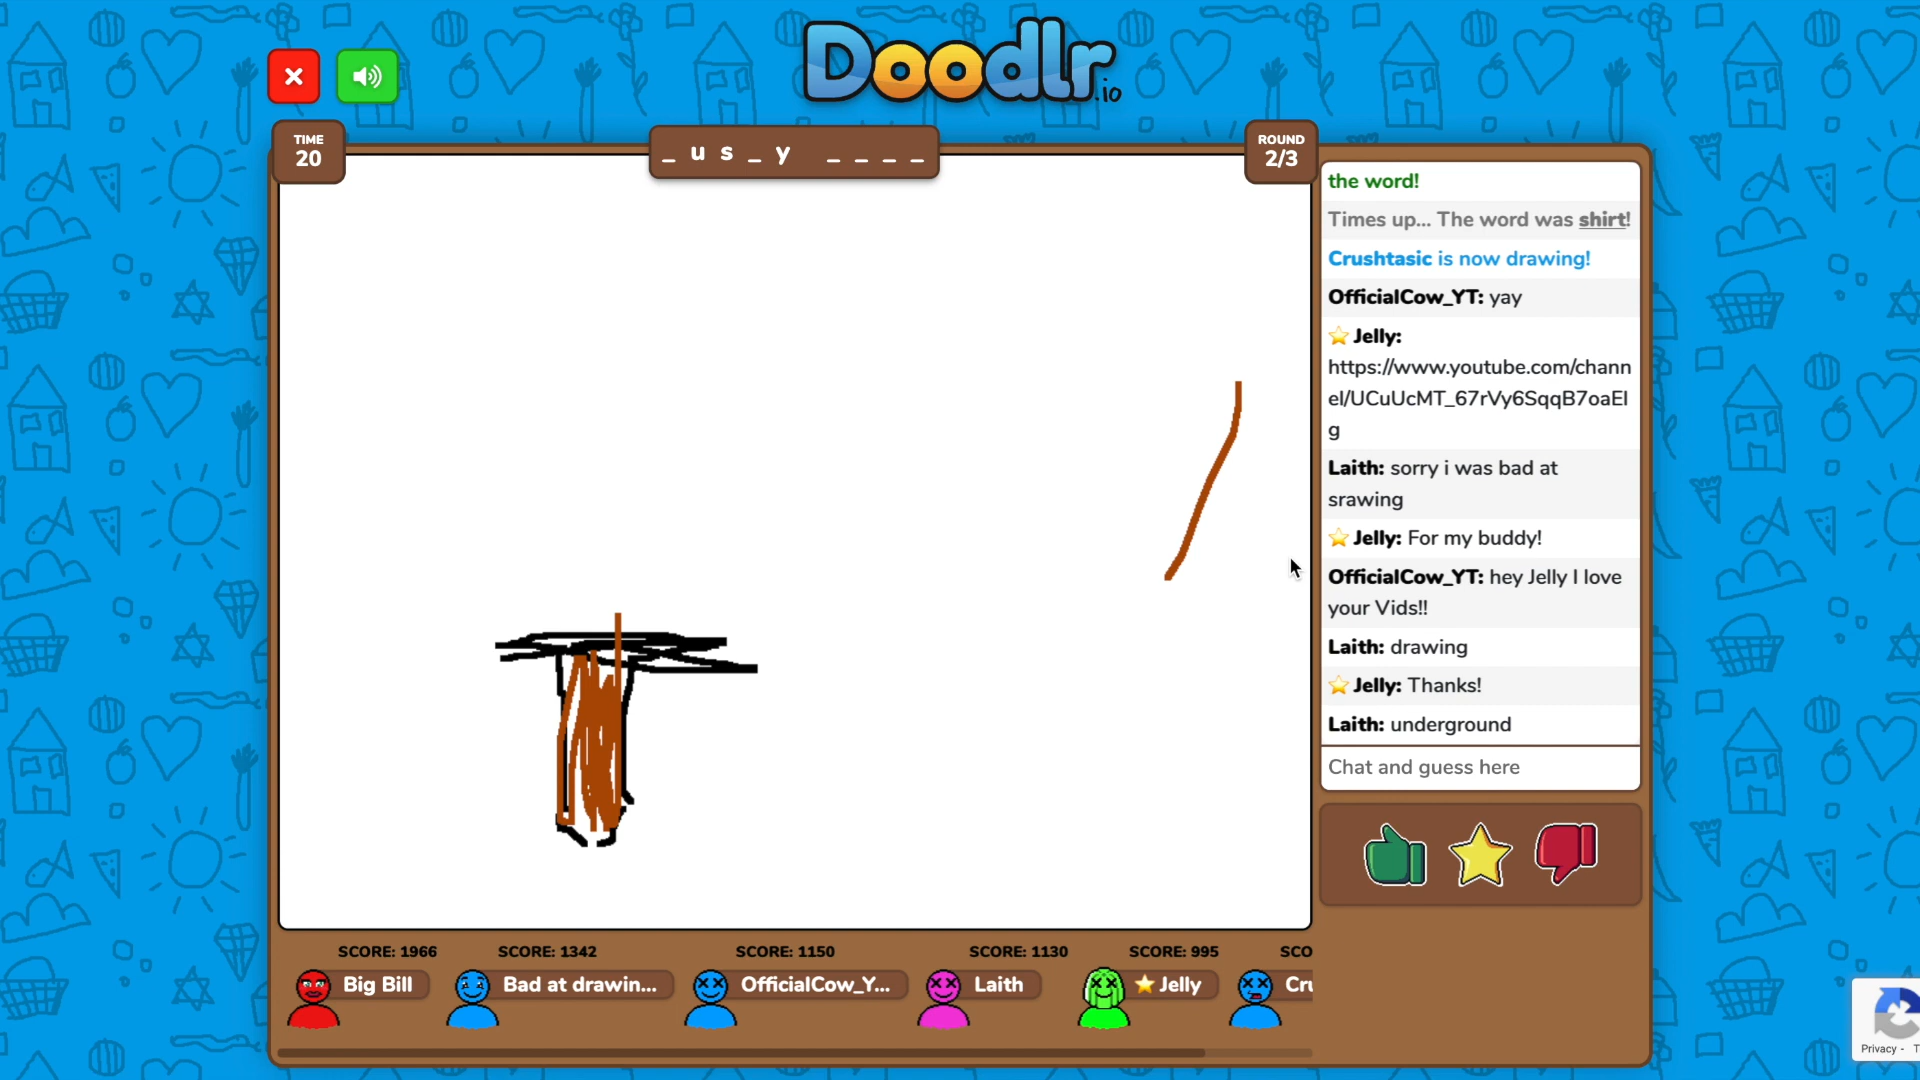 Doodlr.io
TIME
20
_ u s _ y _ _ _ _
ROUND
2/3
the word!
Times up... The word was shirt!
Crushtasic is now drawing!
OfficialCow_YT: yay
Jelly:
https://www.youtube.com/chann
el/UCuUcMT_67rVy6SqqB7oaEI
g
Laith: sorry i was bad at
srawing
Jelly: For my buddy!
OfficialCow_YT: hey Jelly I love
your Vids!!
Laith: drawing
Jelly: Thanks!
Laith: underground
Chat and guess here
SCORE: 1966
SCORE: 1342
SCORE: 1150
SCORE: 1130
SCORE: 995
SCO
Big Bill
Bad at drawin...
OfficialCow_Y...
Laith
Jelly
Cru
Privacy - T